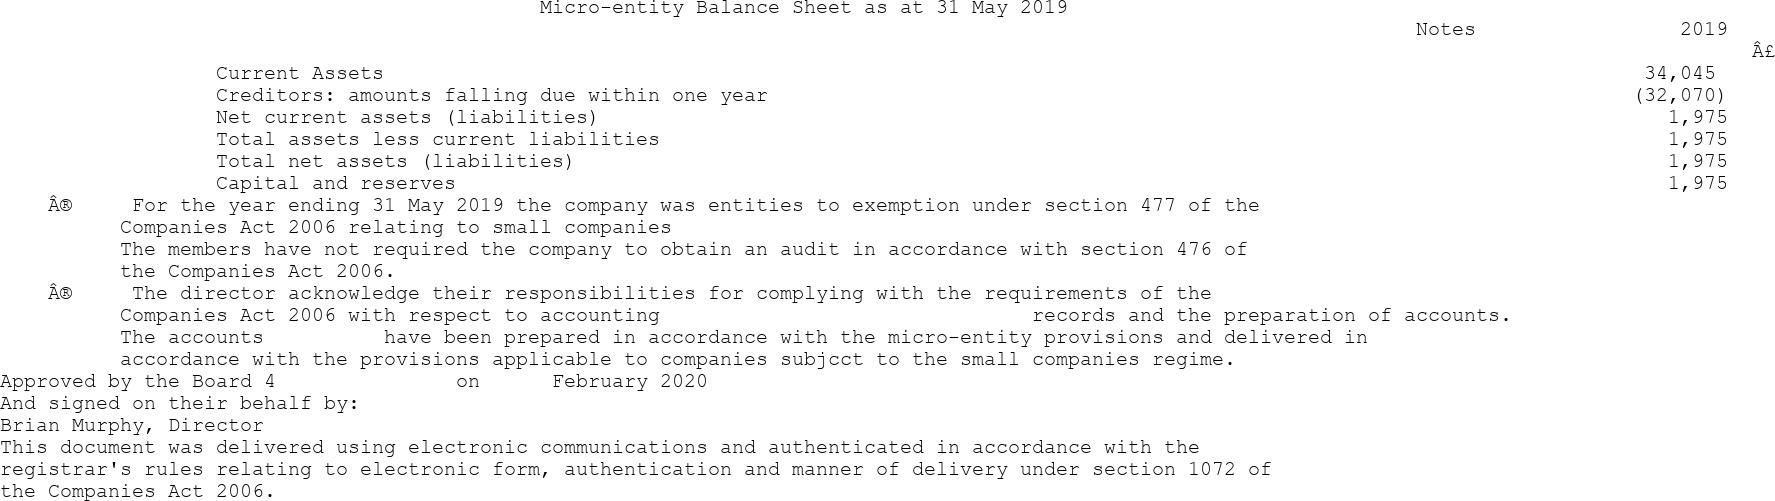 Micro-entity Balance Sheet as at 31 May 2019
Notes 2019
Â£
Current Assets 34,045
Creditors: amounts falling due within one year (32,070)
Net current assets (liabilities) 1,975
Total assets less current liabilities 1,975
Total net assets (liabilities) 1,975
Capital and reserves 1,975
Â® For the year ending 31 May 2019 the company was entities to exemption under section 477 of the
Companies Act 2006 relating to small companies
The members have not required the company to obtain an audit in accordance with section 476 of
the Companies Act 2006.
Â® The director acknowledge their responsibilities for complying with the requirements of the
Companies Act 2006 with respect to accounting records and the preparation of accounts.
The accounts have been prepared in accordance with the micro-entity provisions and delivered in
accordance with the provisions applicable to companies subjcct to the small companies regime.
Approved by the Board 4 on February 2020
And signed on their behalf by:
Brian Murphy, Director
This document was delivered using electronic communications and authenticated in accordance with the
registrar's rules relating to electronic form, authentication and manner of delivery under section 1072 of
the Companies Act 2006.